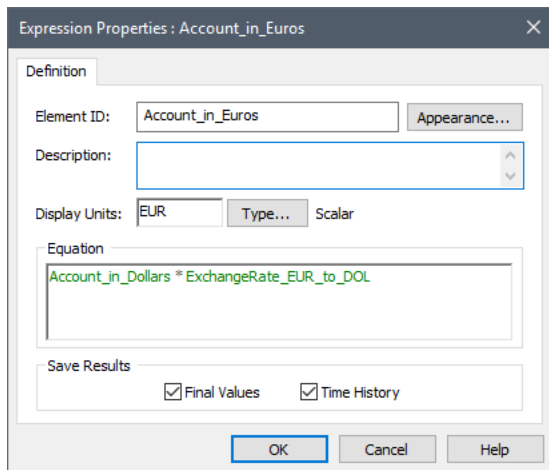 Expression Properties : Account_in_Euros
Definition
Element ID: Account_in_Euros Appearance...
Description:
Display Units: EUR Type... Scalar
Equation
Account_in_Dollars * ExchangeRate_EUR_to_DOL
Save Results
Final Values Time History
OK Cancel Help